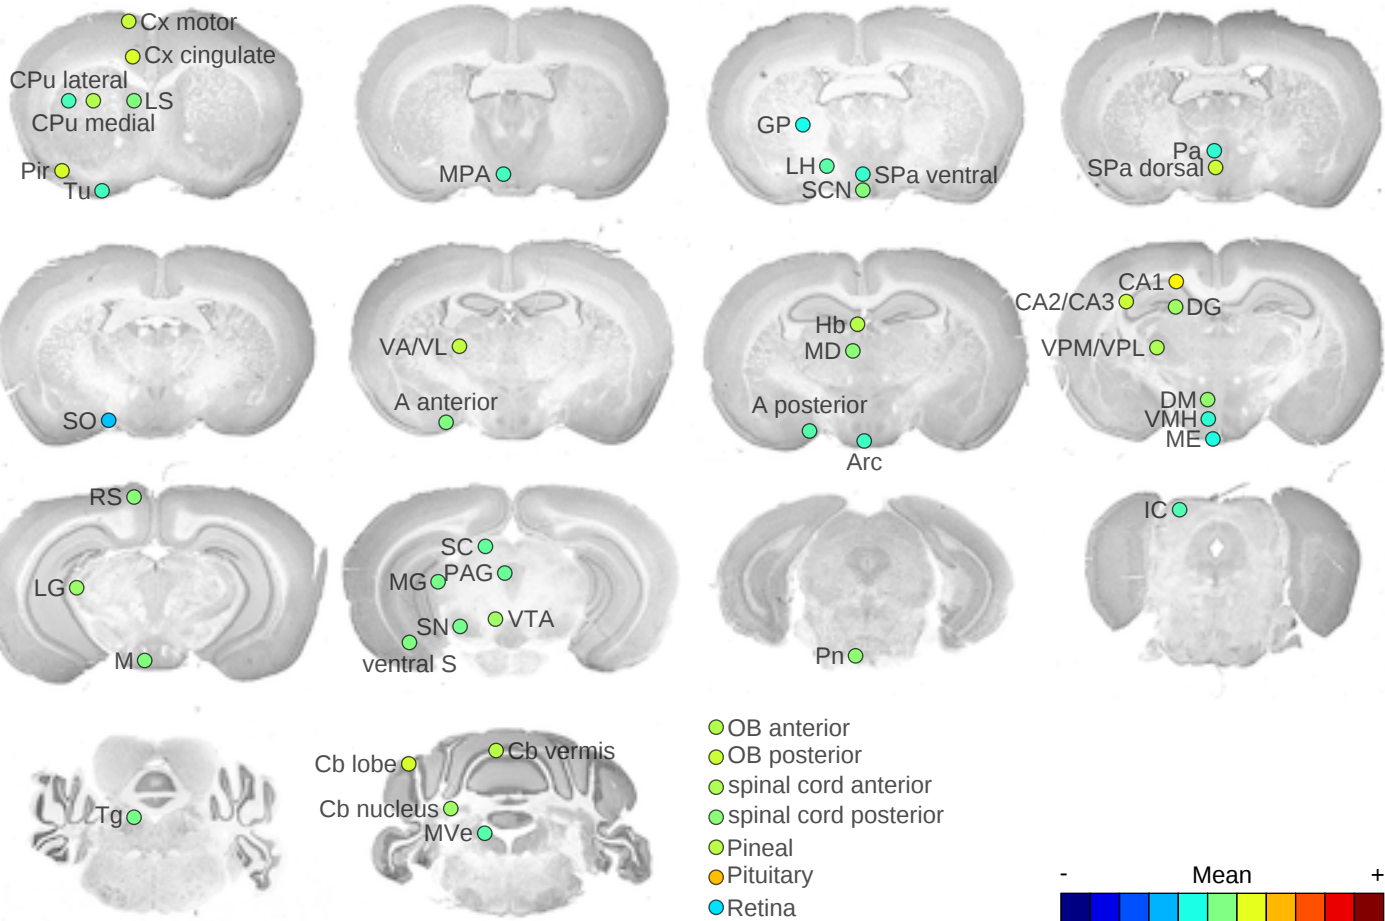 Cx motor
Cx cingulate
CPu lateral
LS
CPu medial
Pir
Tu
MPA
GP
LH
SPa ventral
SCN
Pa
SPa dorsal
SO
VA/VL
A anterior
Hb
MD
A posterior
Arc
CA1
CA2/CA3
DG
VPM/VPL
DM
VMH
ME
RS
LG
M
SC
PAG
MG
VTA
SN
ventral S
Pn
IC
Tg
Cb vermis
Cb lobe
Cb nucleus
MVe
OB anterior
OB posterior
spinal cord anterior
spinal cord posterior
Pineal
Pituitary
Retina
- Mean +